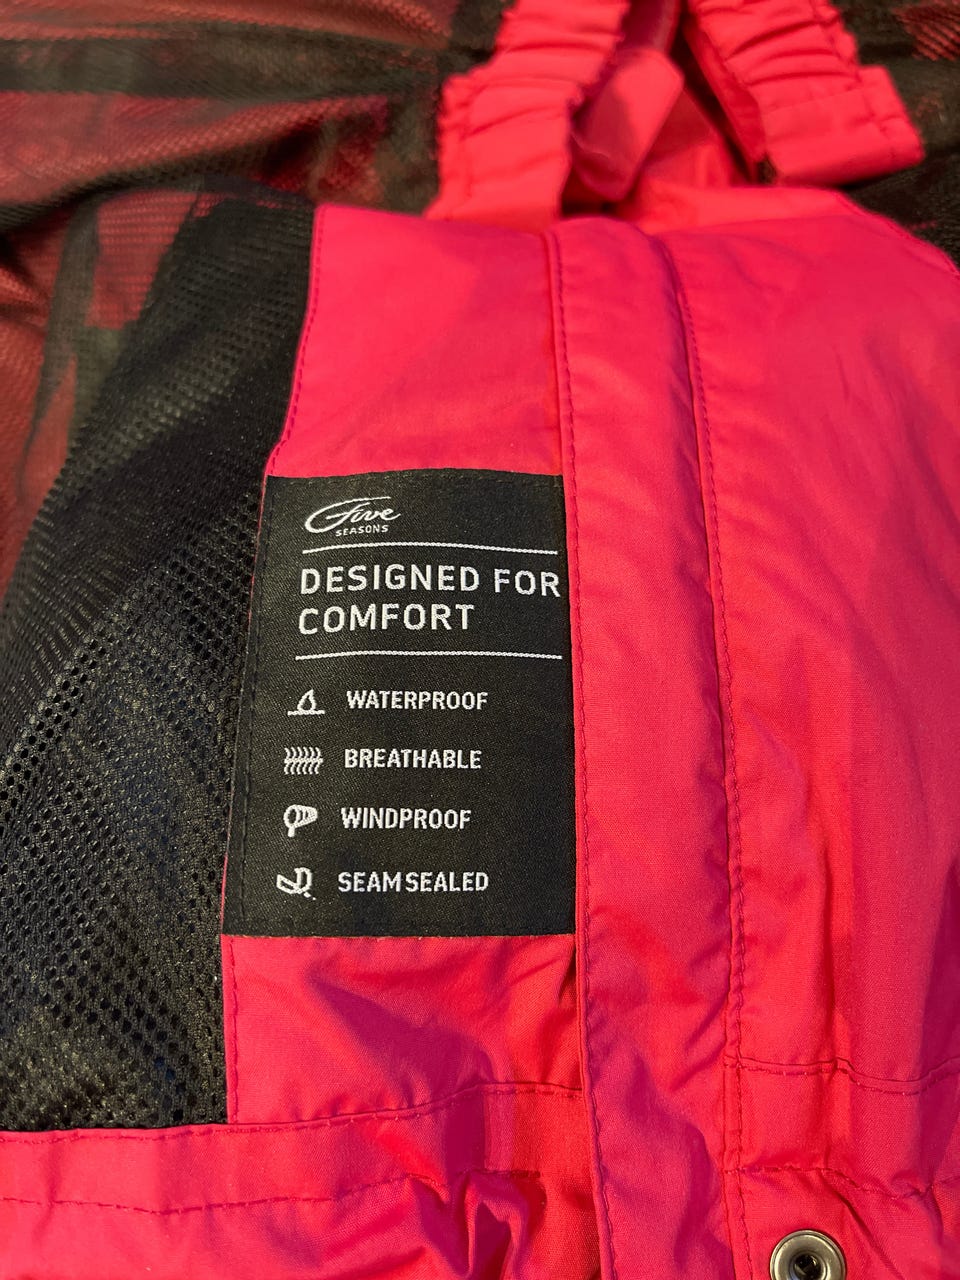 Five
SEASONS
DESIGNED FOR
COMFORT
WATERPROOF
BREATHABLE
WINDPROOF
SEAM SEALED